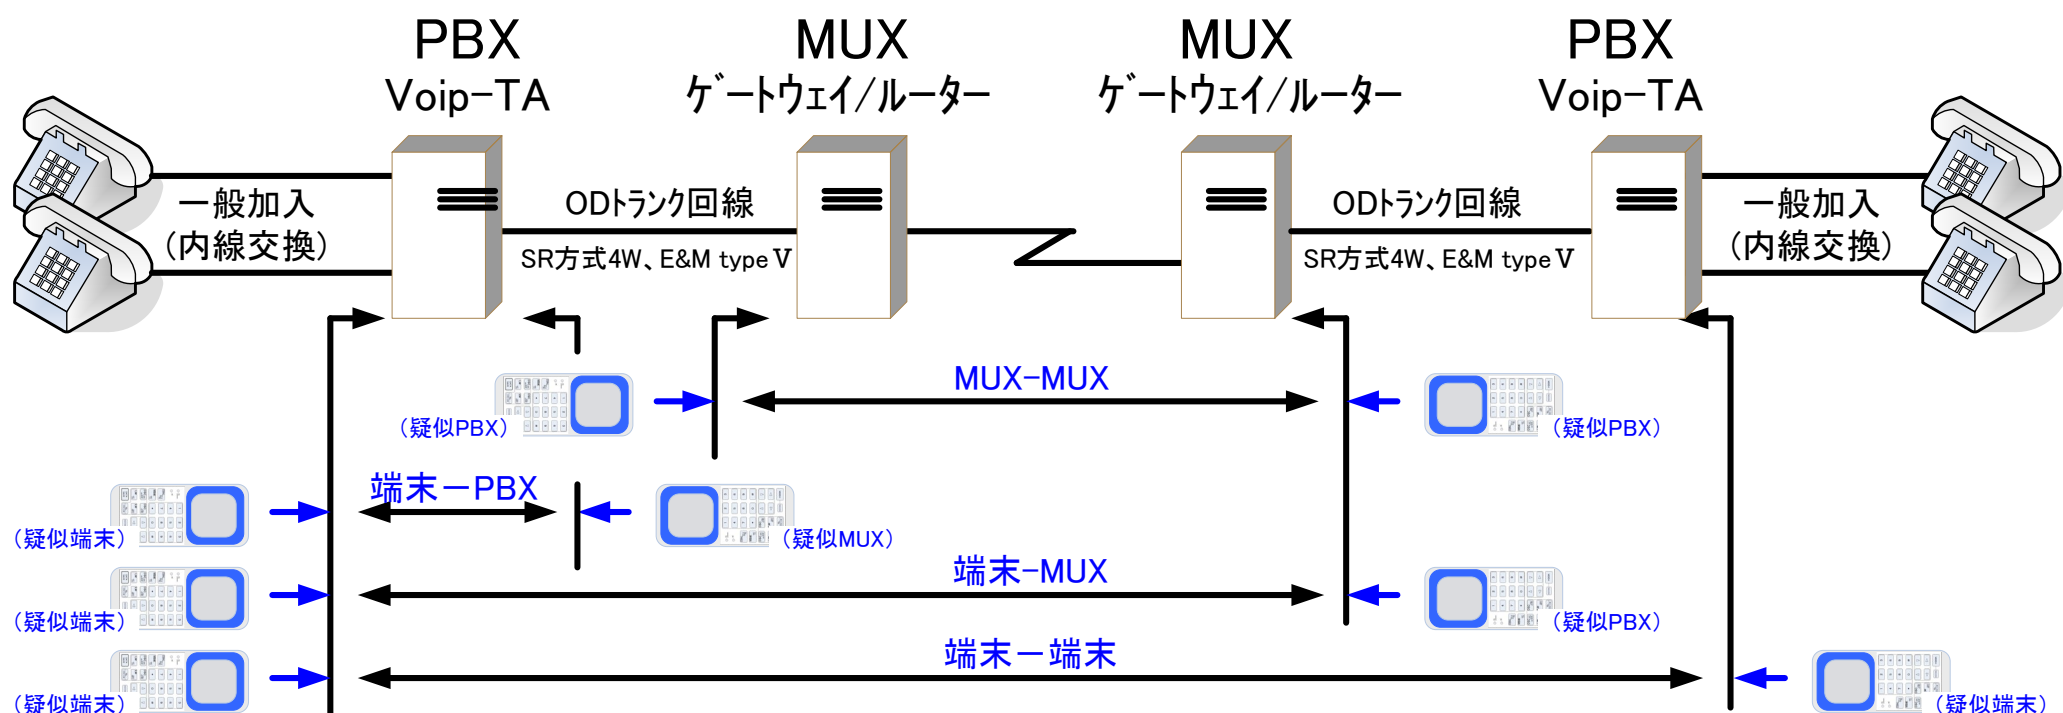 PBX
Voip-TA
MUX
ゲートウェイ/ルーター
MUX
ゲートウェイ/ルーター
PBX
Voip-TA
一般加入
(内線交換)
ODトランク回線
SR方式4W、E&M type V
ODトランク回線
SR方式4W、E&M type V
一般加入
(内線交換)
MUX-MUX
(疑似PBX)
(疑似PBX)
端末-PBX
(疑似端末)
(疑似MUX)
端末-MUX
(疑似端末)
(疑似PBX)
端末-端末
(疑似端末)
(疑似端末)